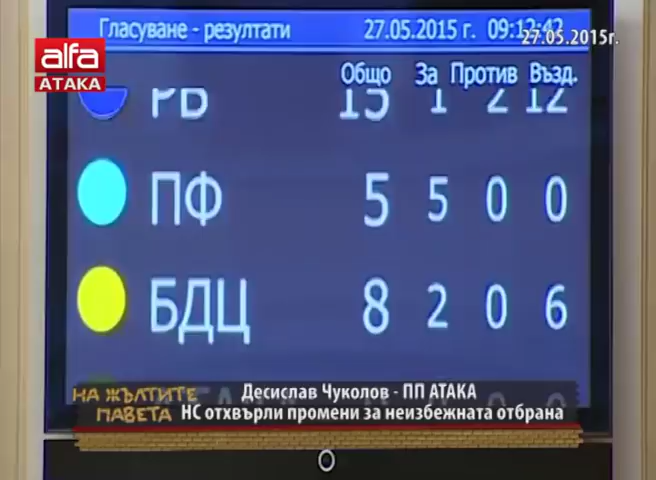 Гласуване - резултати 27.05.2015 г. 09:12:42
27.05.2015г.
alfa
АТАКА
Общо За Против Възд.
РБ 15 1 2 12
ПФ 5 5 0 0
БДЦ 8 2 0 6
НА ЖЪЛТИТЕ
ПАВЕТА
Десислав Чуколов - ПП АТАКА
НС отхвърли промени за неизбежната отбрана